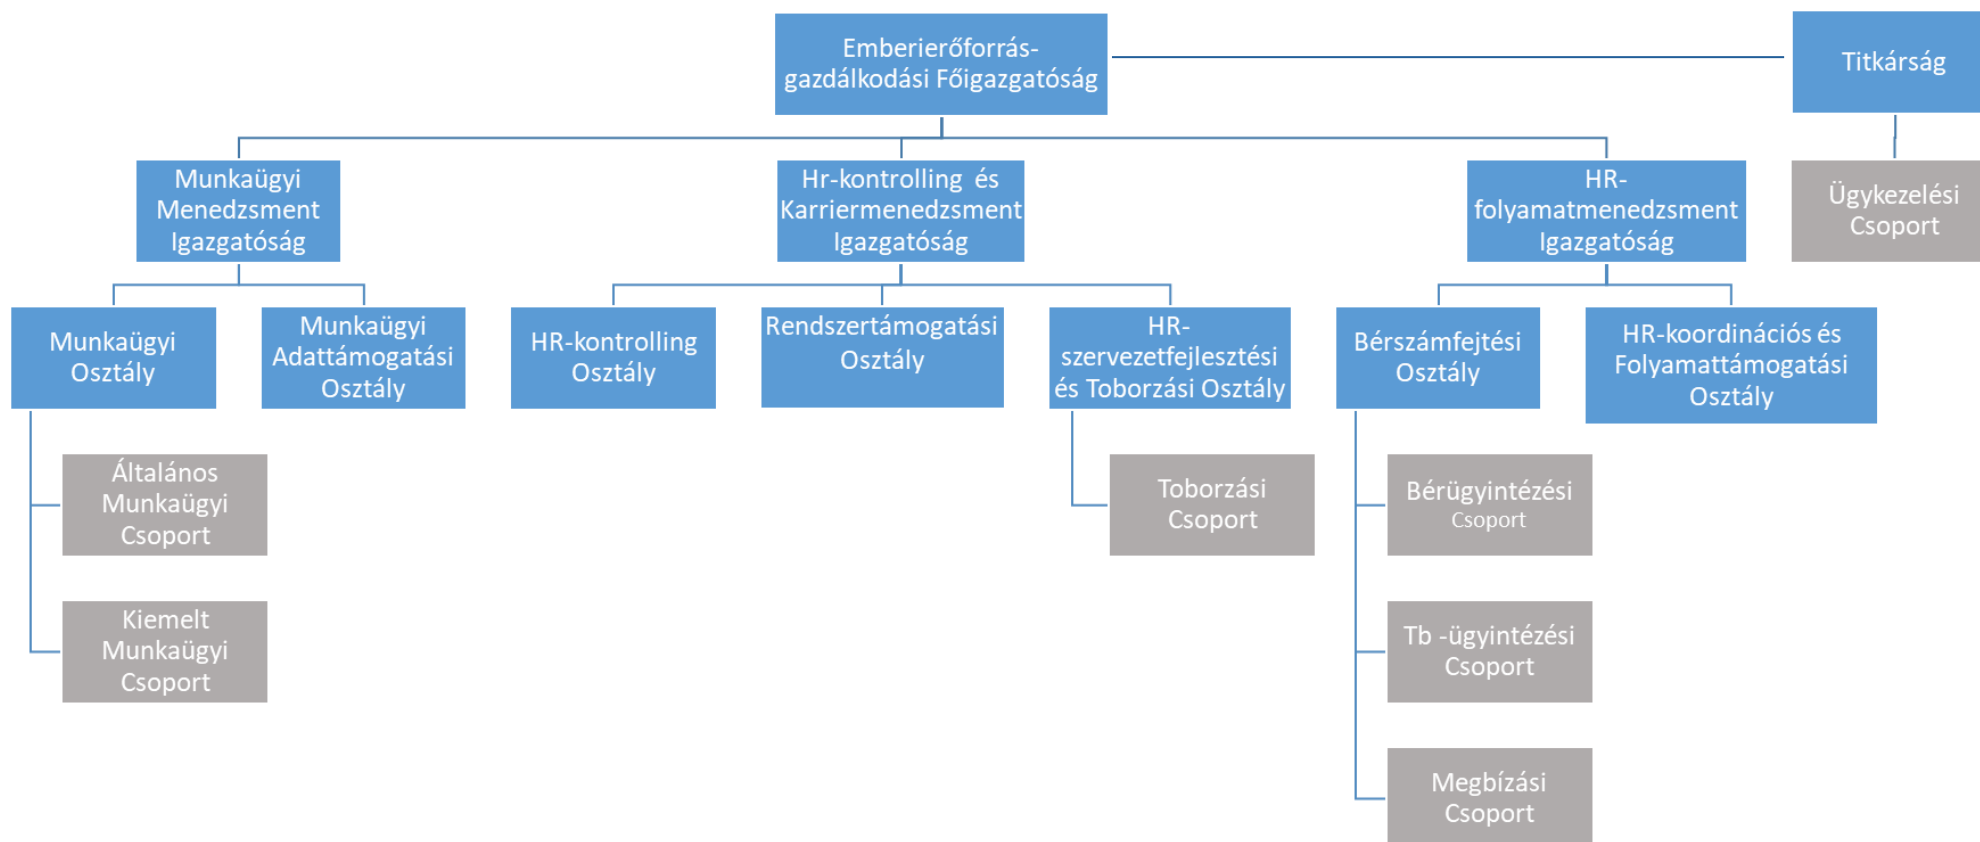 Emberierőforrás-
gazdálkodási Főigazgatóság
Titkárság
Munkaügyi
Menedzsment
Igazgatóság
Hr-kontrolling és
Karriermenedzsment
Igazgatóság
HR-
folyamatmenedzsment
Igazgatóság
Ügykezelési
Csoport
Munkaügyi
Osztály
Munkaügyi
Adattámogatási
Osztály
HR-kontrolling
Osztály
Rendszertámogatási
Osztály
HR-
szervezetfejlesztési
és Toborzási Osztály
Bérszámfejtési
Osztály
HR-koordinációs és
Folyamattámogatási
Osztály
Általános
Munkaügyi
Csoport
Toborzási
Csoport
Bérügyintézési
Csoport
Kiemelt
Munkaügyi
Csoport
Tb -ügyintézési
Csoport
Megbízási
Csoport